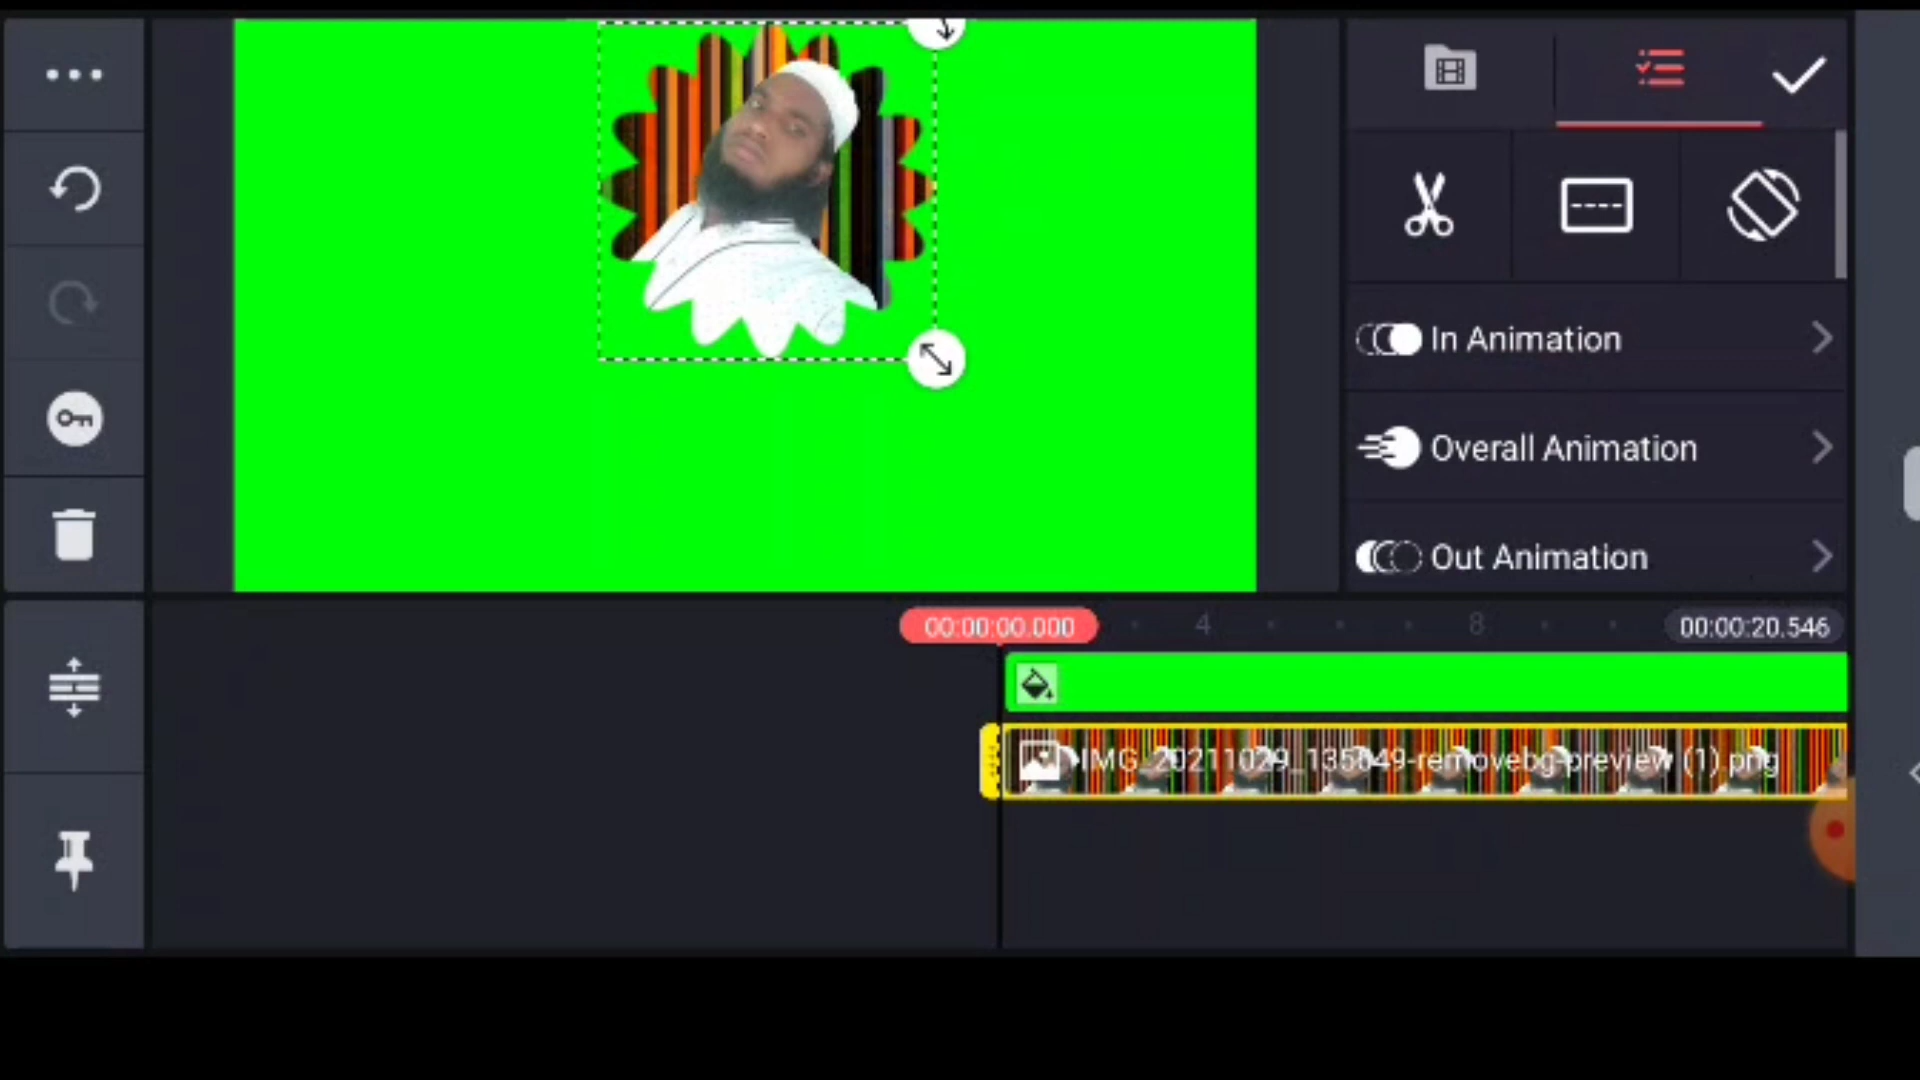 In Animation
Overall Animation
Out Animation
00:00:00.000
4
8
00:00:20.546
IMG_20211029_135649-removebg-preview (1).png